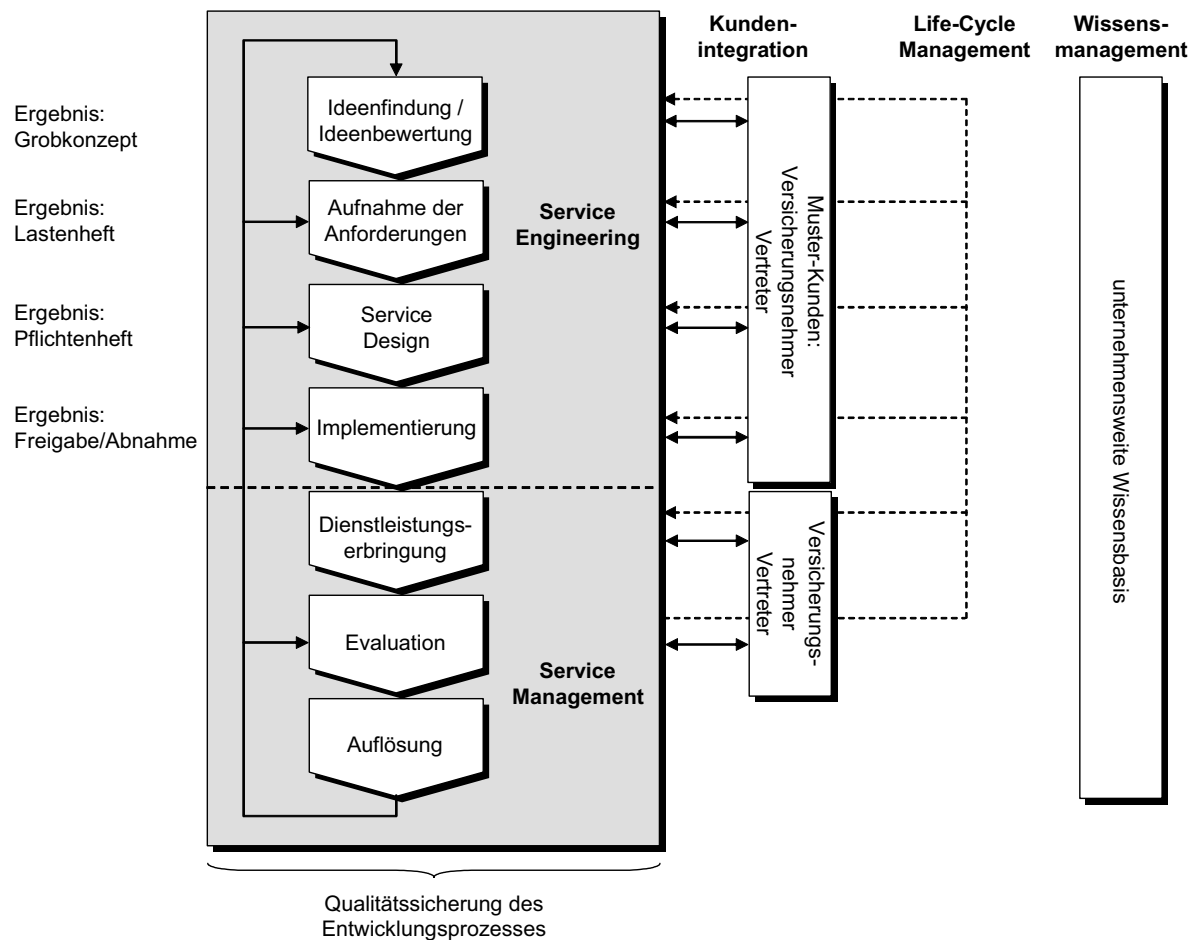 Kunden-
integration
Life-Cycle
Management
Wissens-
management
Ergebnis:
Grobkonzept
Ideenfindung /
Ideenbewertung
Ergebnis:
Lastenheft
Aufnahme der
Anforderungen
Service
Engineering
Ergebnis:
Pflichtenheft
Service
Design
Ergebnis:
Freigabe/Abnahme
Implementierung
Muster-Kunden:
Versicherungsnehmer
Vertreter
unternehmensweite Wissensbasis
Dienstleistungs-
erbringung
Evaluation
Service
Management
Auflösung
Versicherungs-
nehmer
Vertreter
Qualitätssicherung des
Entwicklungsprozesses